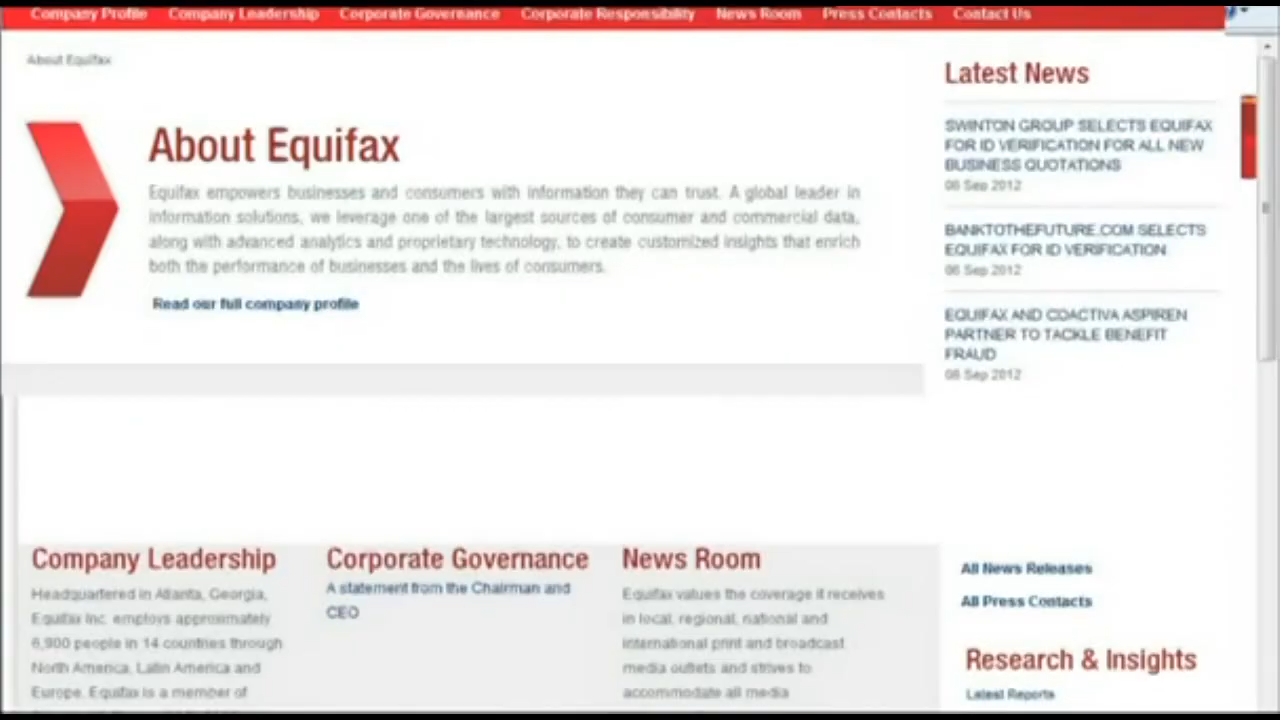 Company Profile Company Leadership Corporate Governance Corporate Responsibility News Room Press Contacts Contact Us
About Equifax
About Equifax
Equifax empowers businesses and consumers with information they can trust. A global leader in
information solutions, we leverage one of the largest sources of consumer and commercial data,
along with advanced analytics and proprietary technology, to create customized insights that enrich
both the performance of businesses and the lives of consumers.
Read our full company profile
Latest News
SWINTON GROUP SELECTS EQUIFAX
FOR ID VERIFICATION FOR ALL NEW
BUSINESS QUOTATIONS
06 Sep 2012
BANKTOTHEFUTURE.COM SELECTS
EQUIFAX FOR ID VERIFICATION
06 Sep 2012
EQUIFAX AND COACTIVA ASPIREN
PARTNER TO TACKLE BENEFIT
FRAUD
06 Sep 2012
Company Leadership
Headquartered in Atlanta, Georgia,
Equifax Inc. employs approximately
6,900 people in 14 countries through
North America, Latin America and
Europe. Equifax is a member of
Corporate Governance
A statement from the Chairman and
CEO
News Room
Equifax values the coverage it receives
in local, regional, national and
international print and broadcast
media outlets and strives to
accommodate all media
All News Releases
All Press Contacts
Research & Insights
Latest Reports